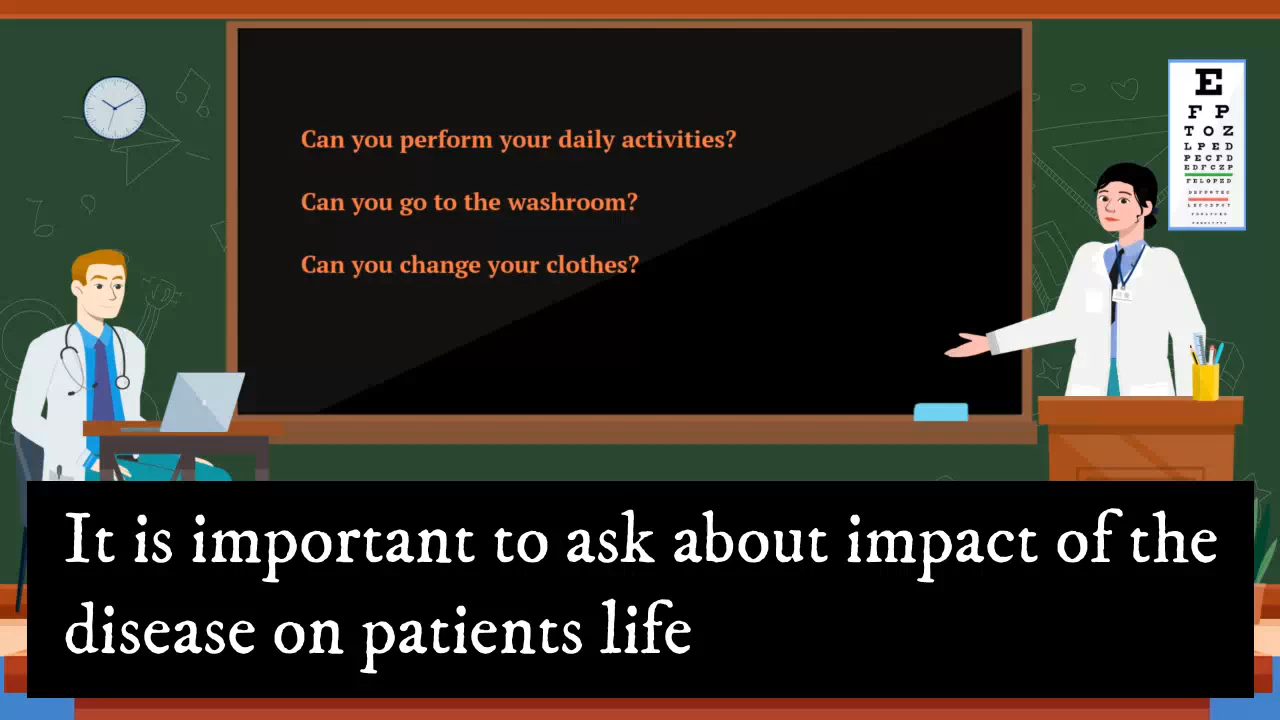 Can you perform your daily activities?
Can you go to the washroom?
Can you change your clothes?
E
F P
T O Z
L P E D
P E C F D
E D F C Z P
F E L O P Z D
It is important to ask about impact of the
disease on patients life